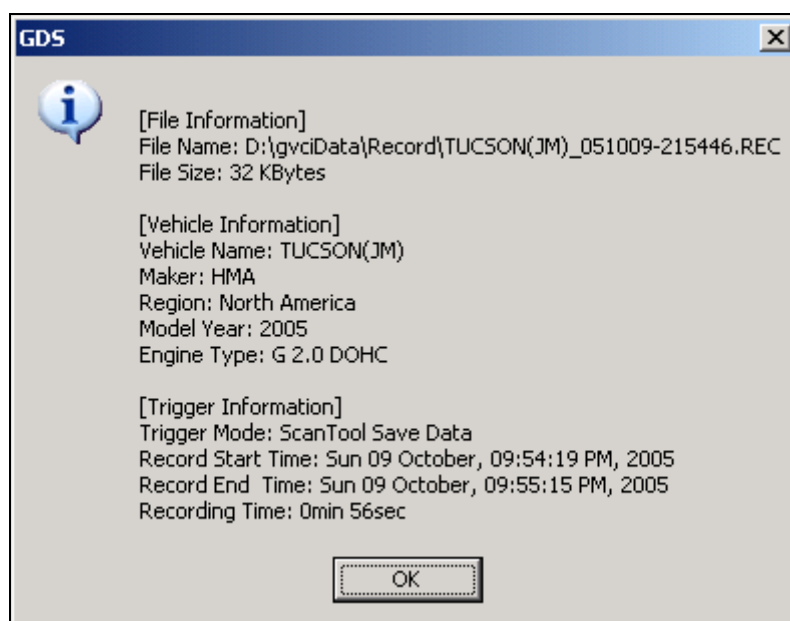 GDS
[File Information]
File Name: D:\gvciData\Record\TUCSON(JM)_051009-215446.REC
File Size: 32 KBytes
[Vehicle Information]
Vehicle Name: TUCSON(JM)
Maker: HMA
Region: North America
Model Year: 2005
Engine Type: G 2.0 DOHC
[Trigger Information]
Trigger Mode: ScanTool Save Data
Record Start Time: Sun 09 October, 09:54:19 PM, 2005
Record End  Time: Sun 09 October, 09:55:15 PM, 2005
Recording Time: 0min 56sec
OK